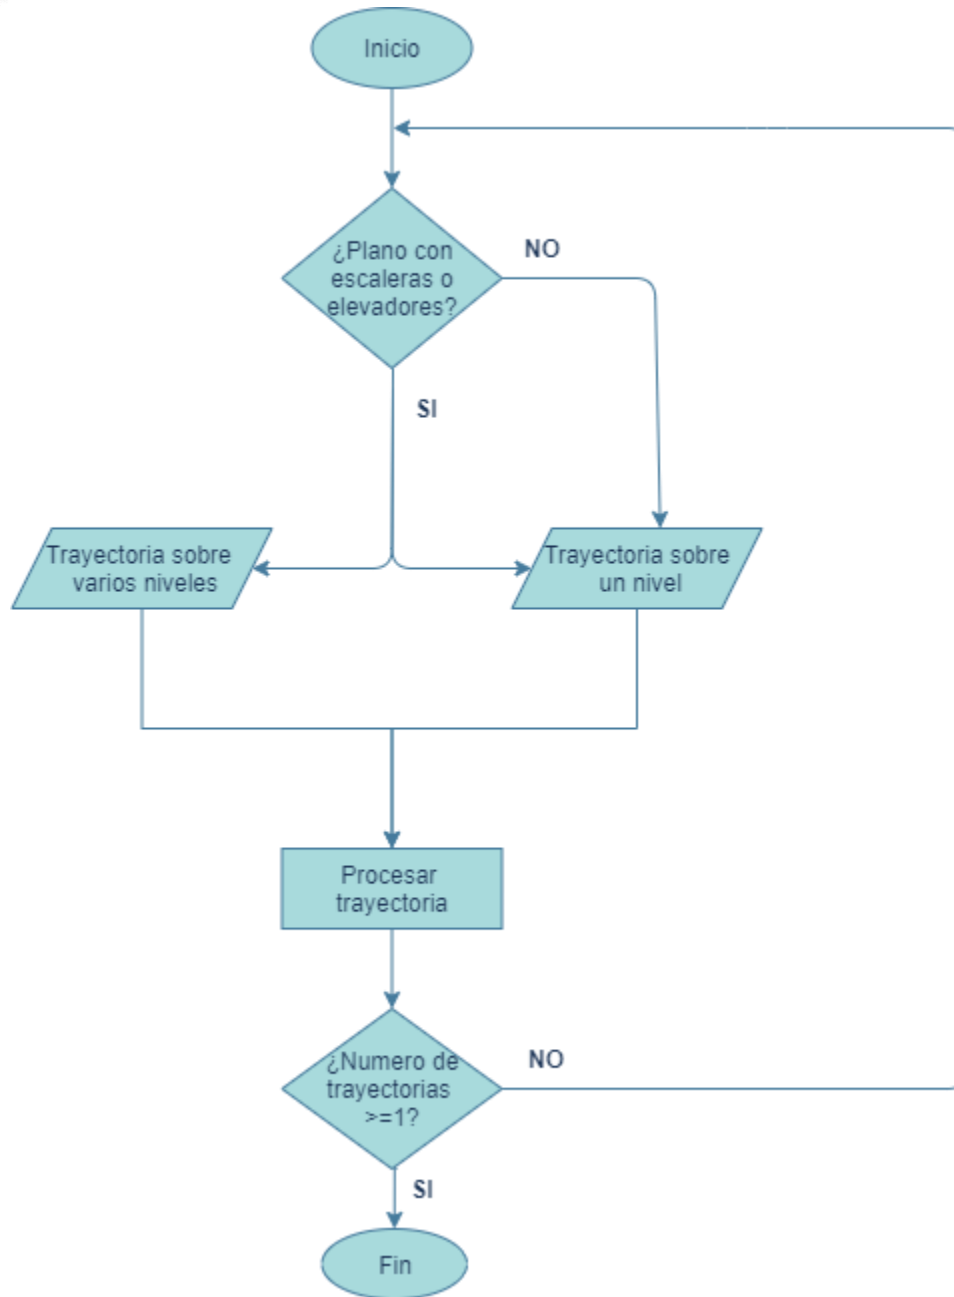 Inicio
¿Plano con
escaleras o
elevadores?
NO
SI
Trayectoria sobre
varios niveles
Trayectoria sobre
un nivel
Procesar
trayectoria
¿Numero de
trayectorias
>=1?
NO
SI
Fin